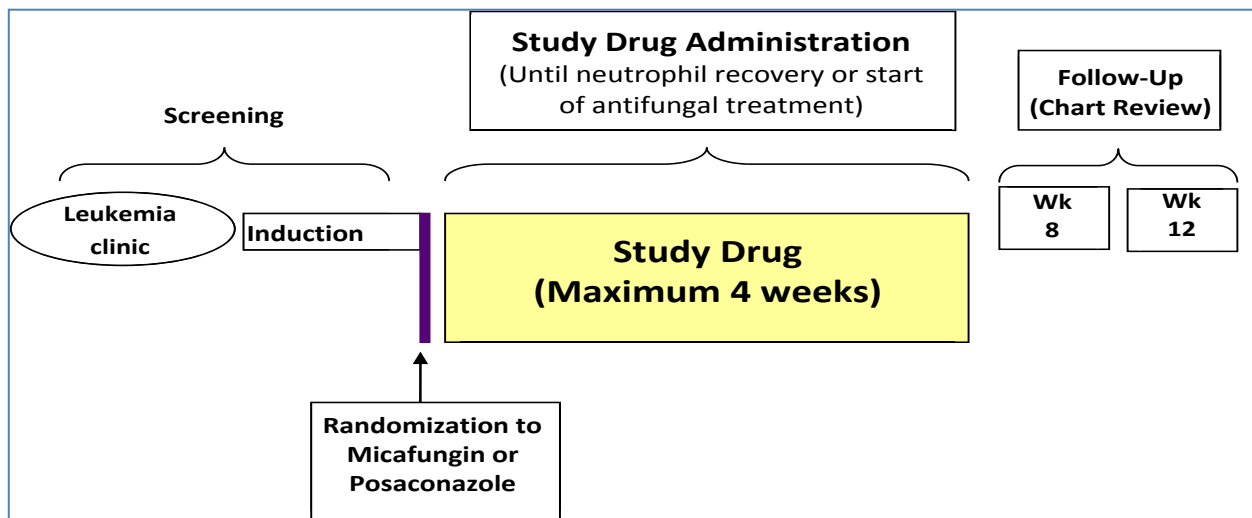 Study Drug Administration
(Until neutrophil recovery or start
of antifungal treatment)
Follow-Up
(Chart Review)
Screening
Leukemia
clinic
Induction
Study Drug
(Maximum 4 weeks)
Wk
8
Wk
12
Randomization to
Micafungin or
Posaconazole